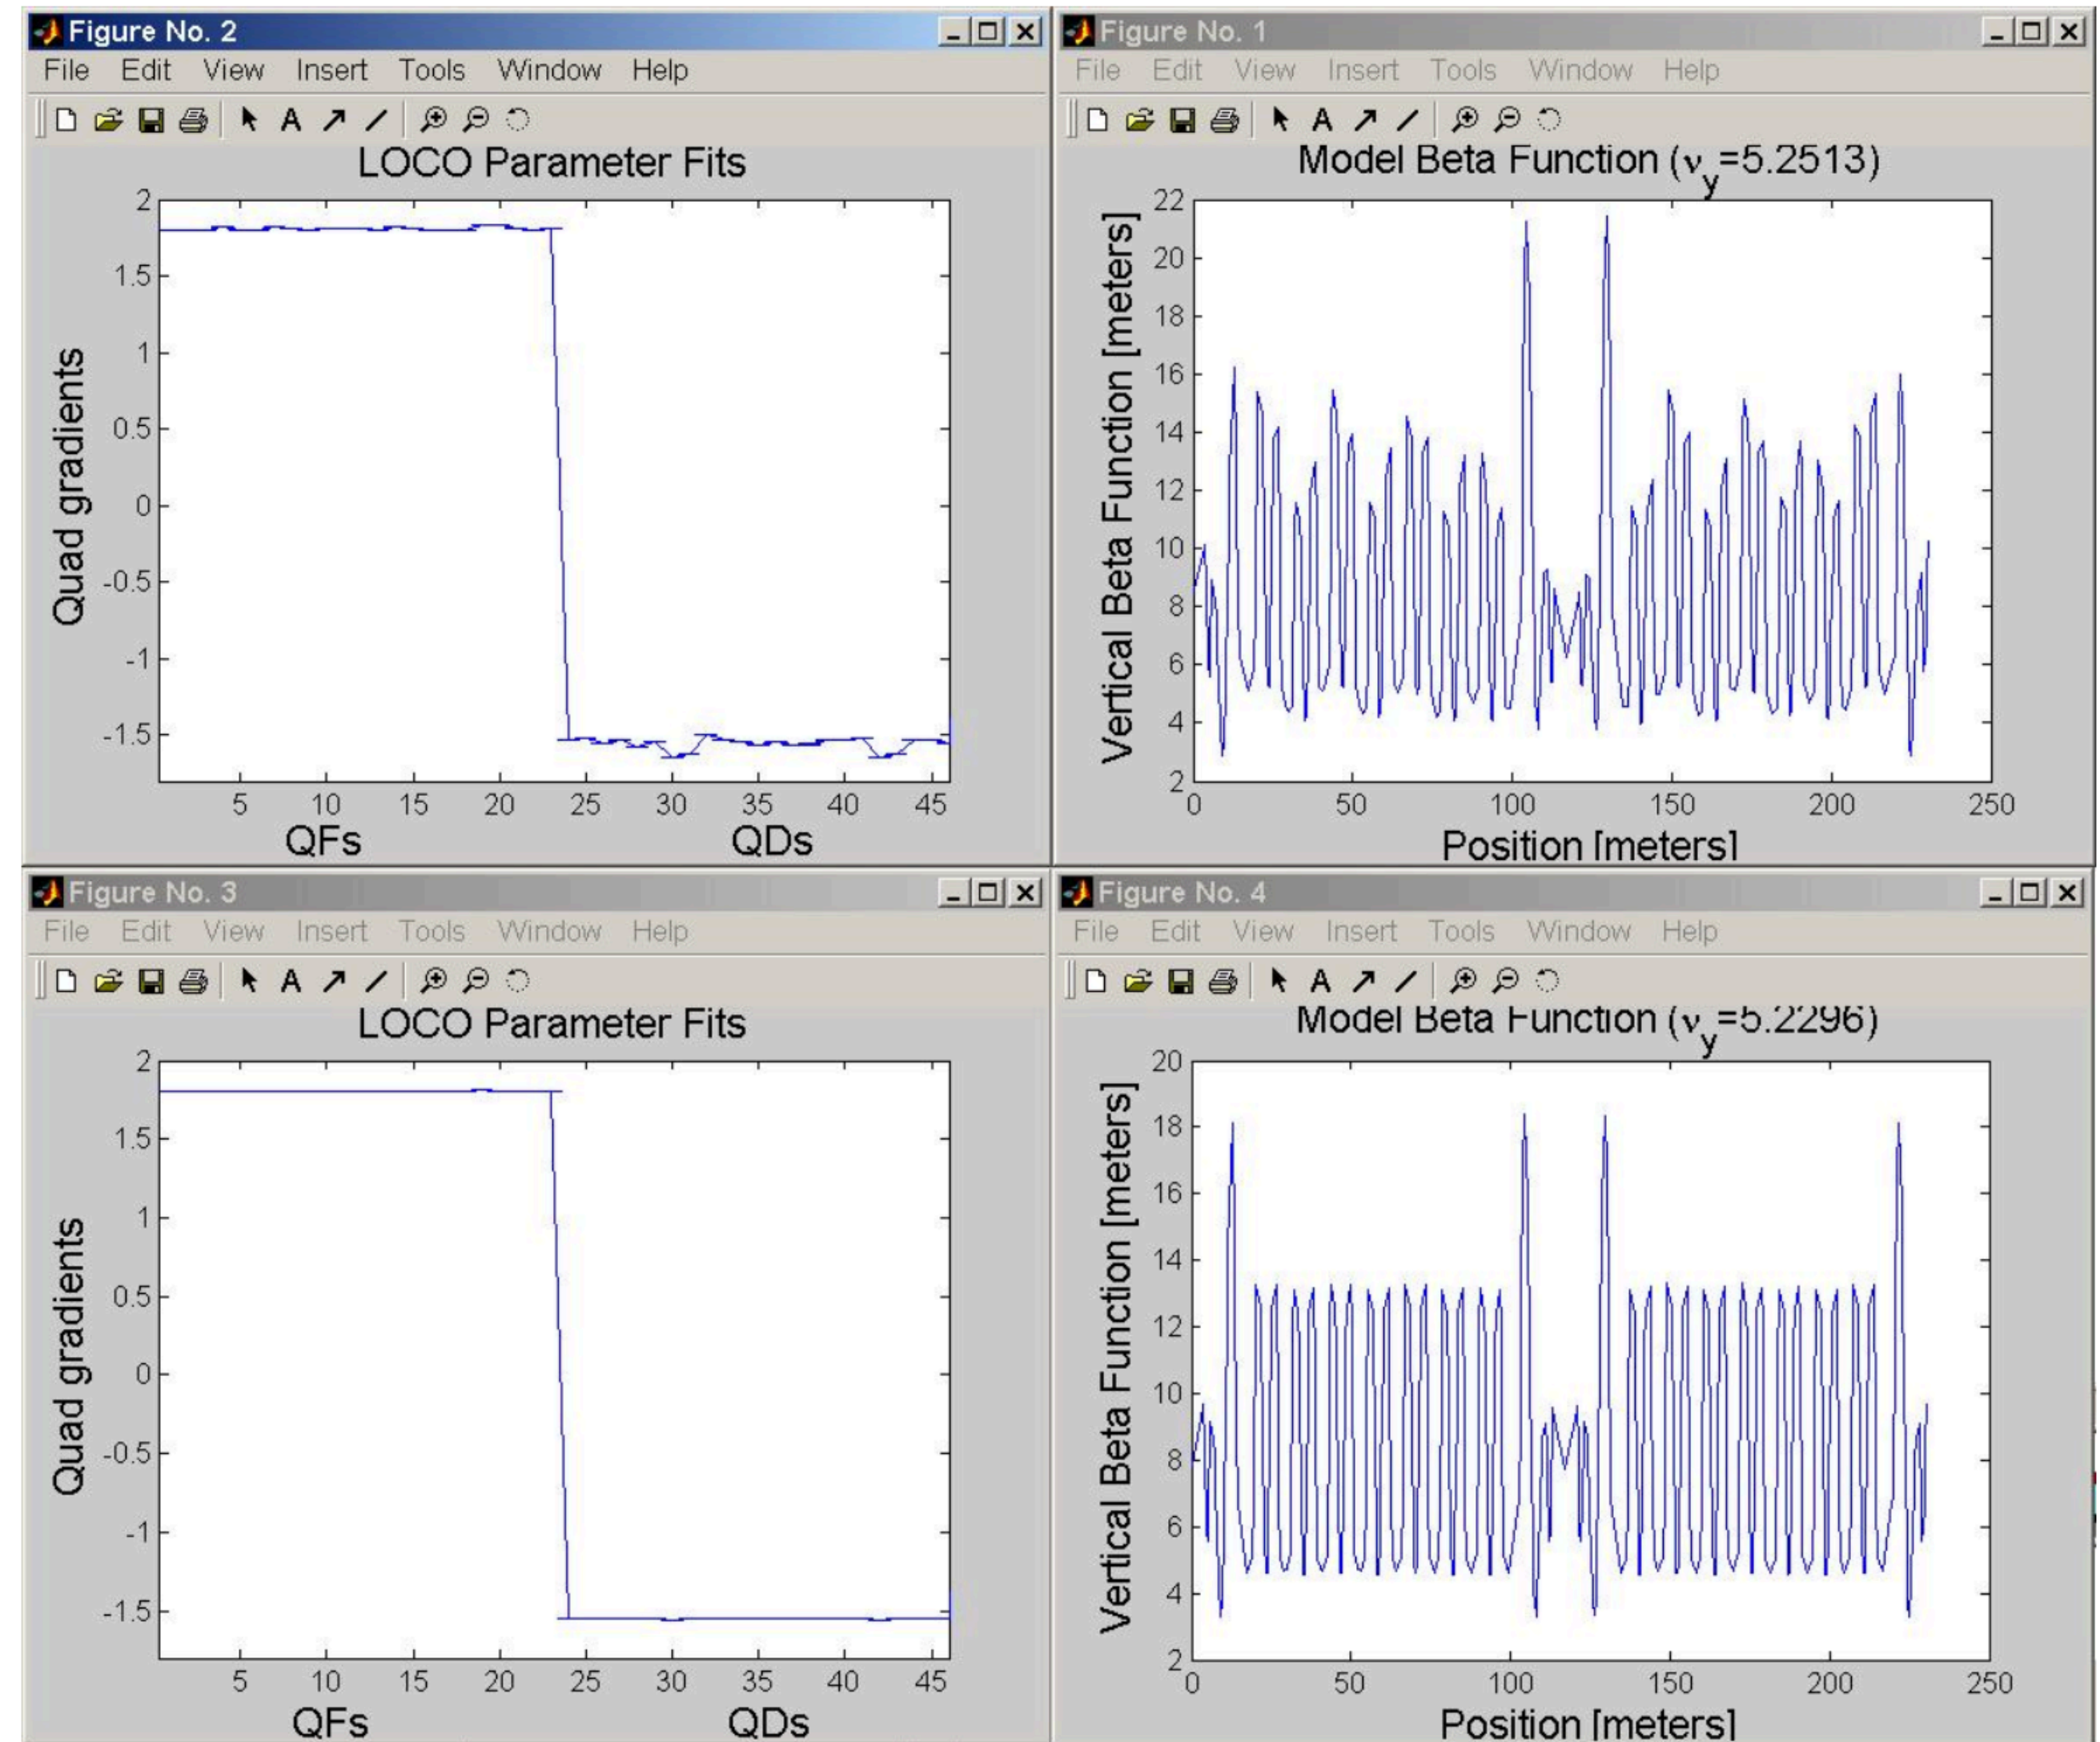 Figure No. 2
File Edit View Insert Tools Window Help
A
LOCO Parameter Fits
Quad gradients
2
1.5
1
0.5
0
-0.5
-1
-1.5
5 10 15 20 25 30 35 40 45
QFs QDs
Figure No. 1
File Edit View Insert Tools Window Help
A
Model Beta Function (νy=5.2513)
Vertical Beta Function [meters]
22
20
18
16
14
12
10
8
6
4
2
0 50 100 150 200 250
Position [meters]
Figure No. 3
File Edit View Insert Tools Window Help
A
LOCO Parameter Fits
Quad gradients
2
1.5
1
0.5
0
-0.5
-1
-1.5
5 10 15 20 25 30 35 40 45
QFs QDs
Figure No. 4
File Edit View Insert Tools Window Help
A
Model Beta Function (νy=5.2296)
Vertical Beta Function [meters]
20
18
16
14
12
10
8
6
4
2
0 50 100 150 200 250
Position [meters]